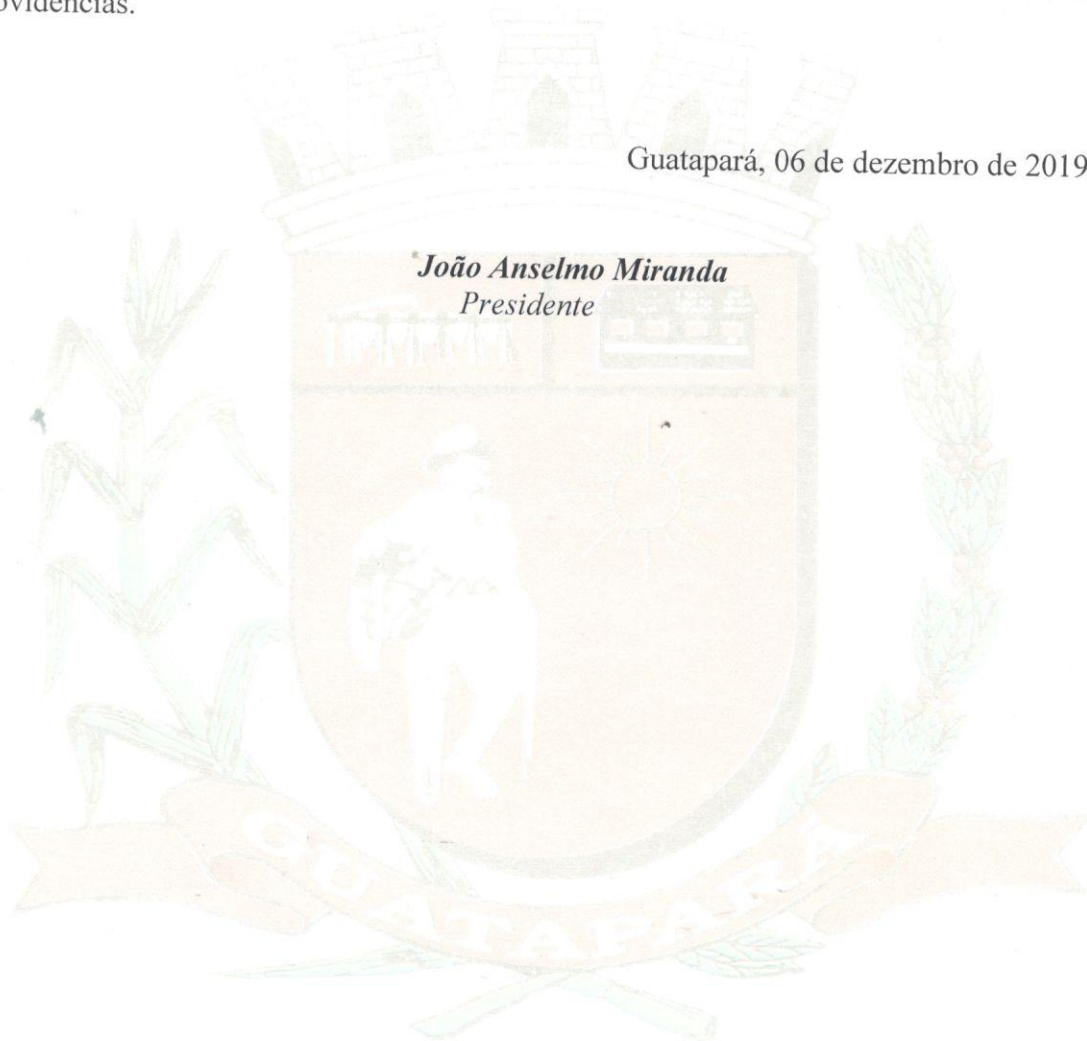 ovidências.
Guatapará, 06 de dezembro de 2019
João Anselmo Miranda
Presidente
GUATAPARÁ